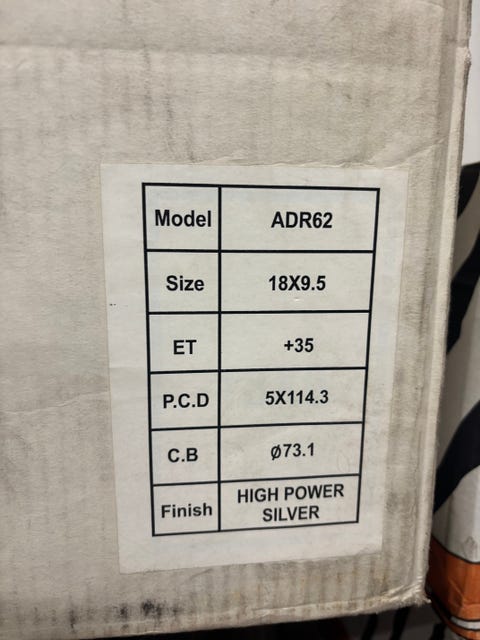 Model ADR62
Size 18X9.5
ET +35
P.C.D 5X114.3
C.B Ø73.1
Finish HIGH POWER
SILVER